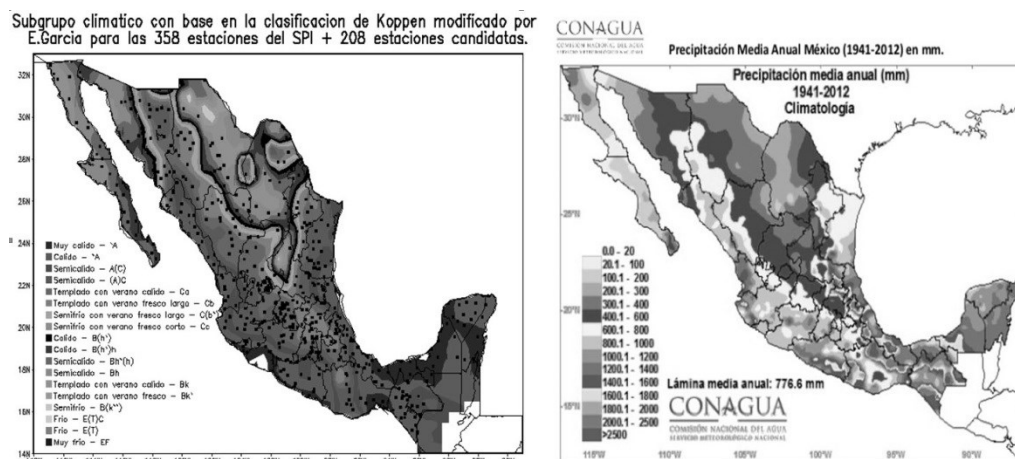 Subgrupo climatico con base en la clasificacion de Koppen modificado por
E.Garcia para las 358 estaciones del SPI + 208 estaciones candidatas.
32N
30N
28N
26N
24N
22N
20N
18N
16N
14N
Muy calido - 'A
Calido - 'A
Semicalido - A(C)
Semicalido - (A)C
Templado con verano calido - Ca
Templado con verano fresco largo - Cb
Semifrio con verano fresco largo - C(b')
Semifrio con verano fresco corto - Cc
Calido - B(h')
Calido - B(h')h
Semicalido - Bh'(h)
Semicalido - Bh
Templado con verano calido - Bk
Templado con verano fresco - Bk'
Semifrio - B(k'')
Frio - E(T)C
Frio - E(T)
Muy frio - EF
CONAGUA
COMISIÓN NACIONAL DEL AGUA
SERVICIO METEOROLÓGICO NACIONAL
Precipitación Media Anual México (1941-2012) en mm.
Precipitación media anual (mm)
1941-2012
Climatología
30°N
25°N
20°N
15°N
0.0 - 20
20.1 - 100
100.1 - 200
200.1 - 300
300.1 - 400
400.1 - 600
600.1 - 800
800.1 - 1000
1000.1 - 1200
1200.1 - 1400
1400.1 - 1600
1600.1 - 1800
1800.1 - 2000
2000.1 - 2500
>2500
Lámina media anual: 776.6 mm
CONAGUA
COMISIÓN NACIONAL DEL AGUA
SERVICIO METEOROLÓGICO NACIONAL
115°W
110°W
105°W
100°W
95°W
90°W